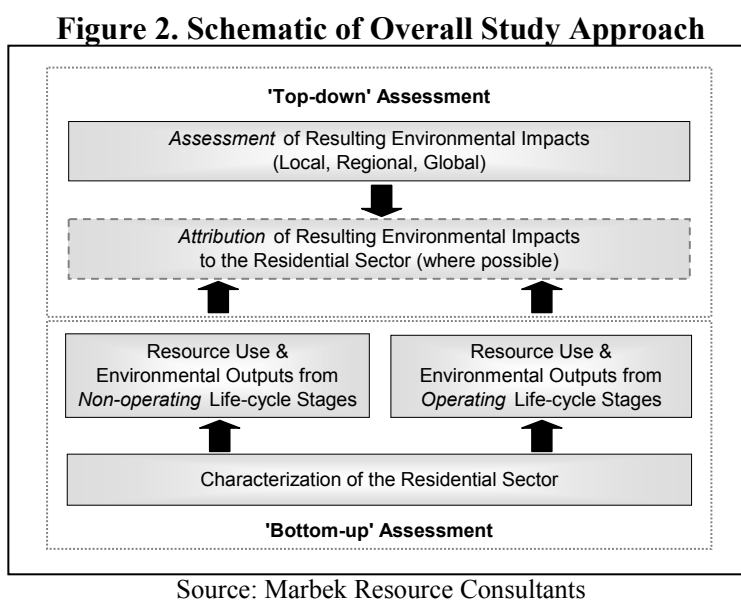 Figure 2. Schematic of Overall Study Approach
'Top-down' Assessment
Assessment of Resulting Environmental Impacts
(Local, Regional, Global)
Attribution of Resulting Environmental Impacts
to the Residential Sector (where possible)
Resource Use &
Environmental Outputs from
Non-operating Life-cycle Stages
Resource Use &
Environmental Outputs from
Operating Life-cycle Stages
Characterization of the Residential Sector
'Bottom-up' Assessment
Source: Marbek Resource Consultants